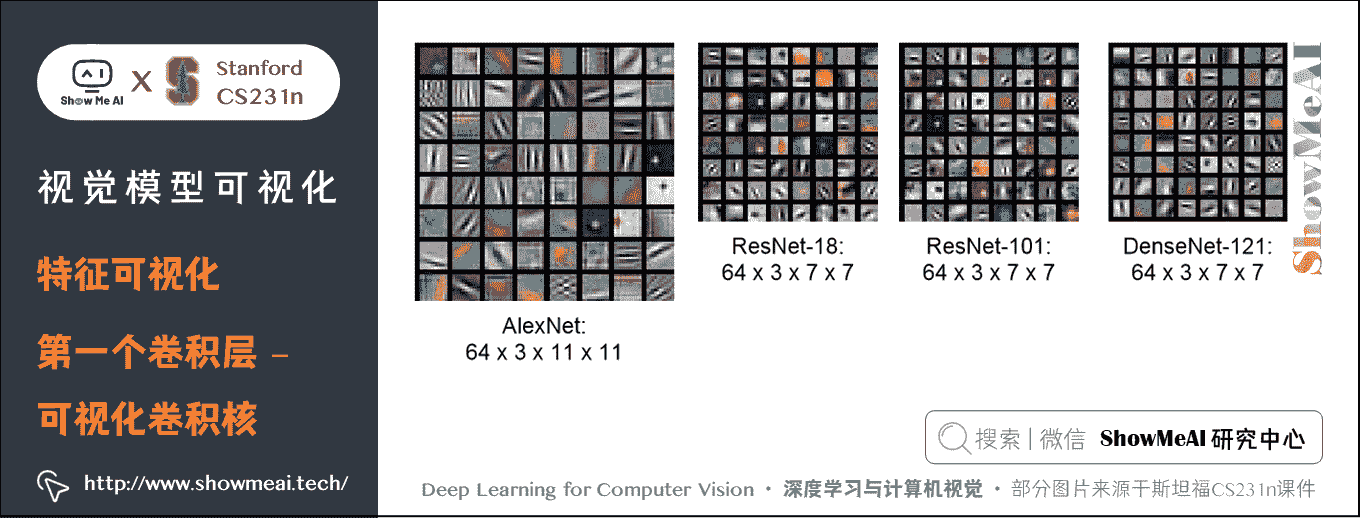 Show Me AI
X
Stanford
CS231n
视觉模型可视化
特征可视化
第一个卷积层 –
可视化卷积核
http://www.showmeai.tech/
AlexNet:
64 x 3 x 11 x 11
ResNet-18:
64 x 3 x 7 x 7
ResNet-101:
64 x 3 x 7 x 7
DenseNet-121:
64 x 3 x 7 x 7
ShowMeAI
搜索 | 微信 ShowMeAI 研究中心
Deep Learning for Computer Vision · 深度学习与计算机视觉 · 部分图片来源于斯坦福CS231n课件